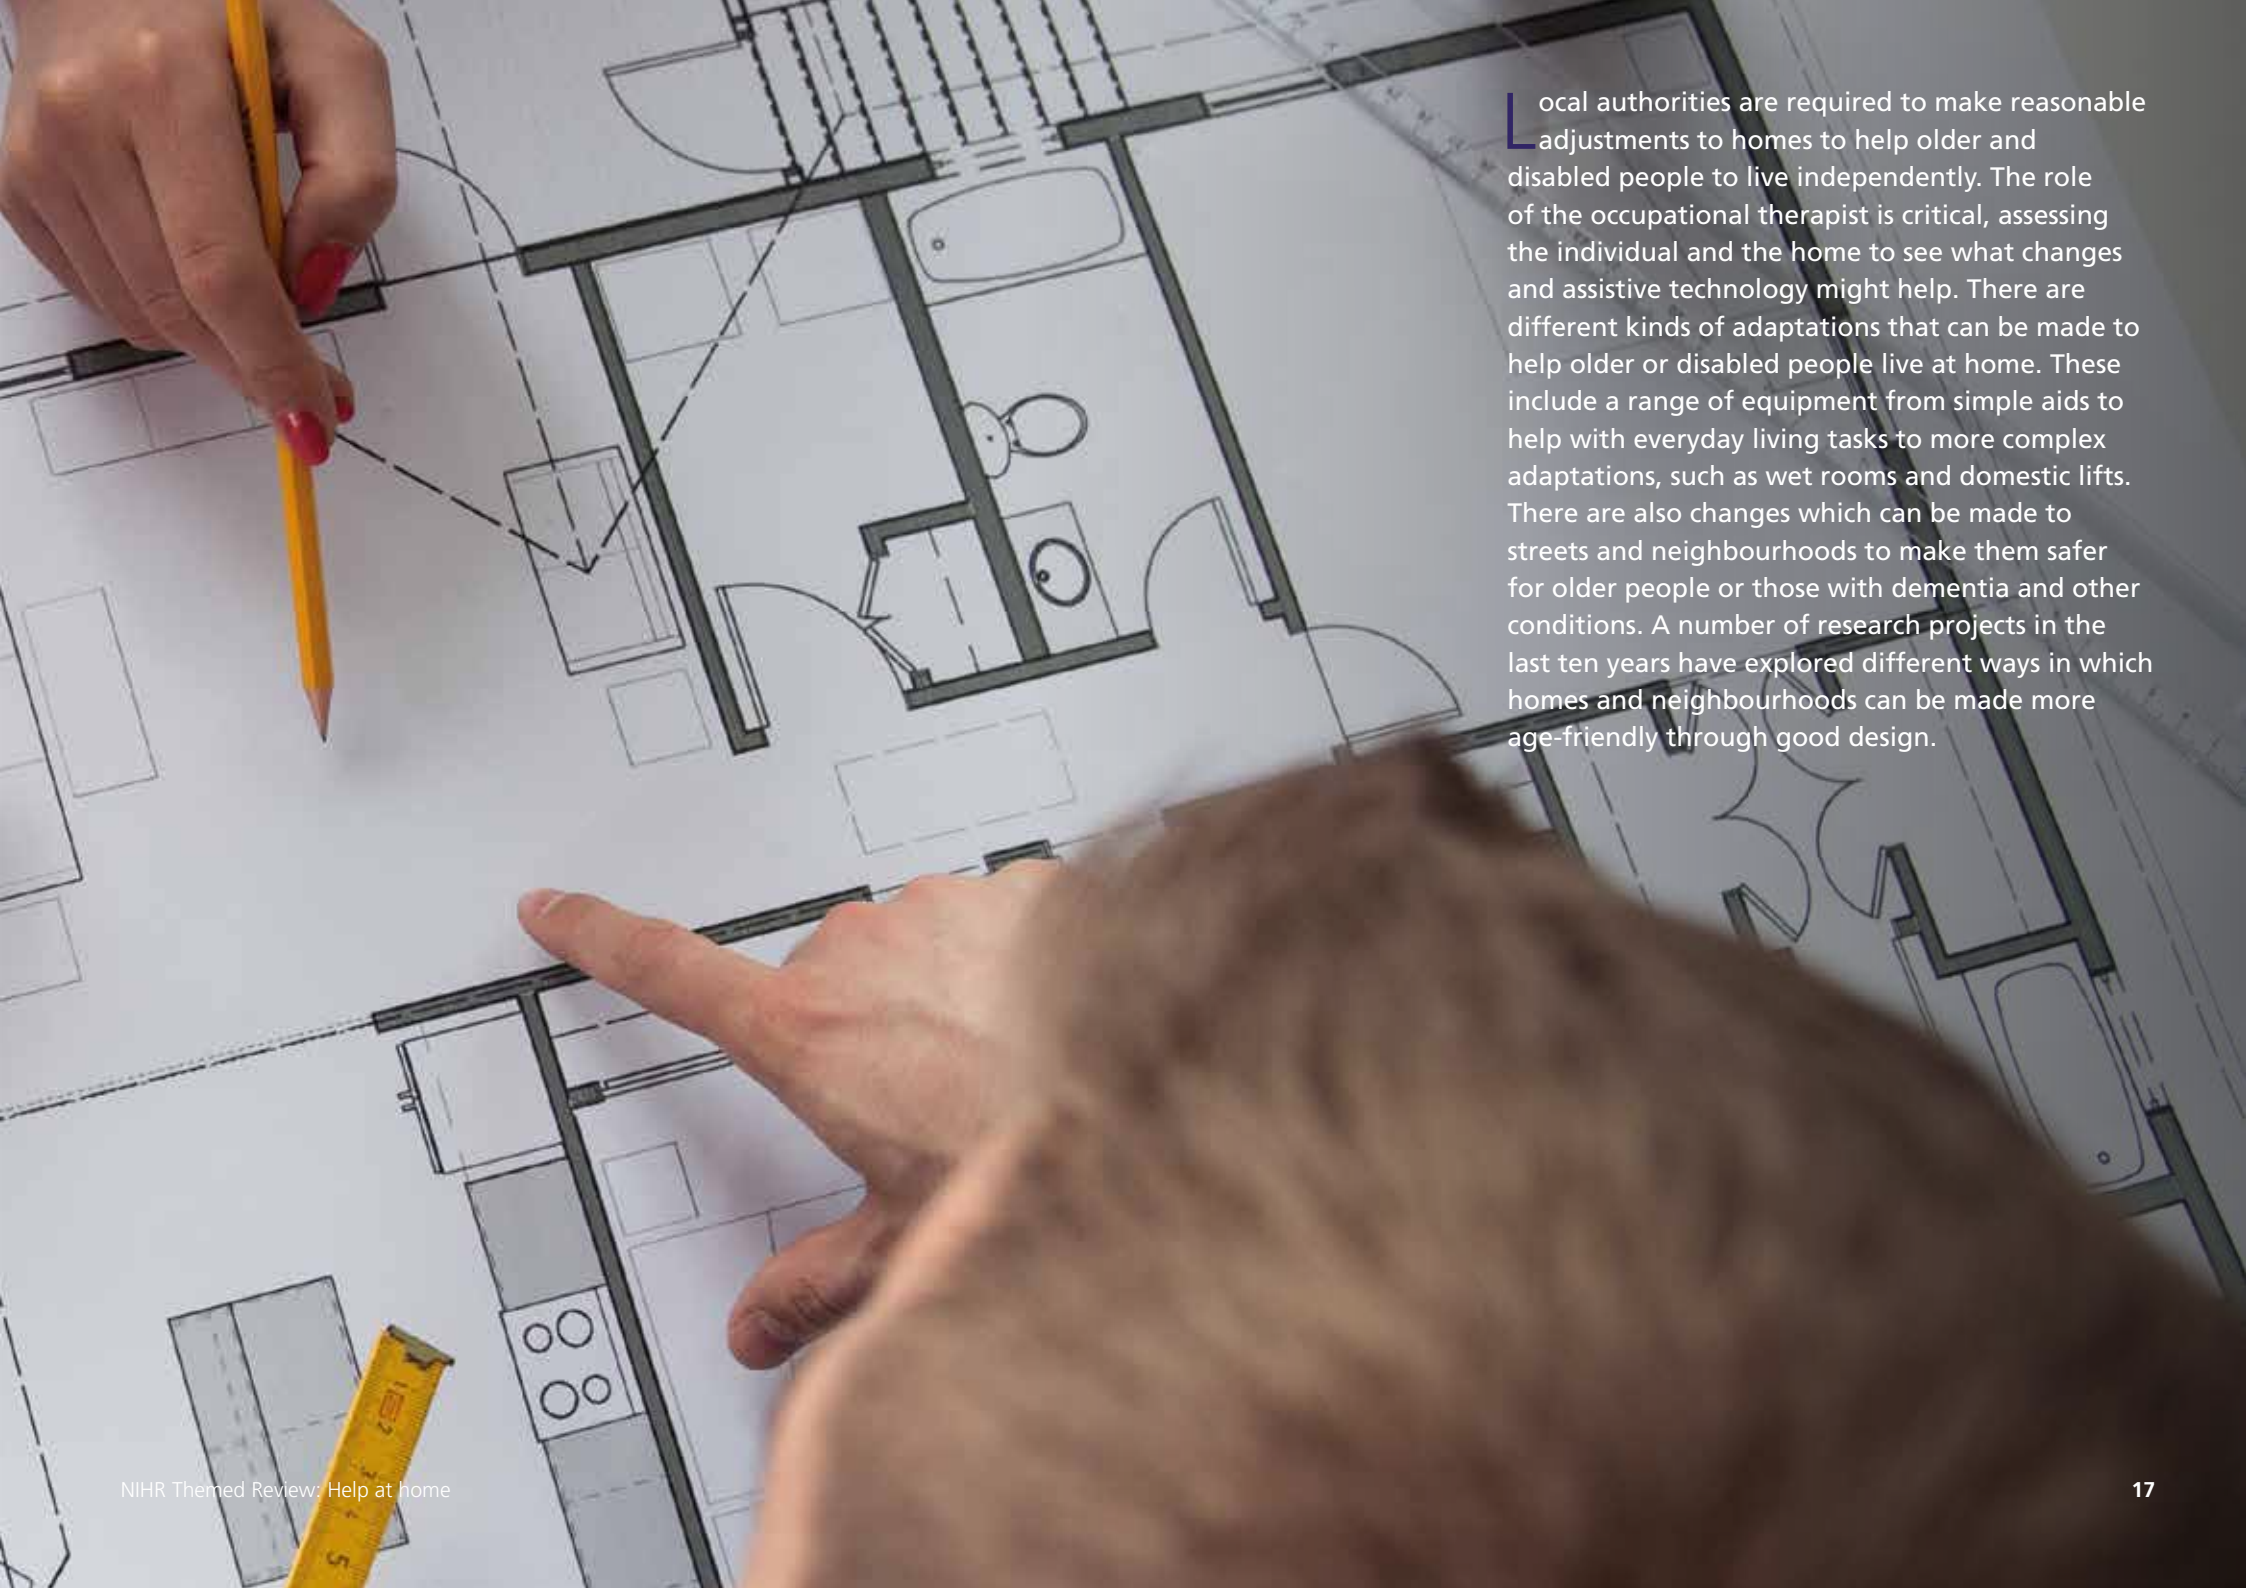 Local authorities are required to make reasonable
adjustments to homes to help older and
disabled people to live independently. The role
of the occupational therapist is critical, assessing
the individual and the home to see what changes
and assistive technology might help. There are
different kinds of adaptations that can be made to
help older or disabled people live at home. These
include a range of equipment from simple aids to
help with everyday living tasks to more complex
adaptations, such as wet rooms and domestic lifts.
There are also changes which can be made to
streets and neighbourhoods to make them safer
for older people or those with dementia and other
conditions. A number of research projects in the
last ten years have explored different ways in which
homes and neighbourhoods can be made more
age-friendly through good design.
1
2
3
4
5
NIHR Themed Review: Help at home
17